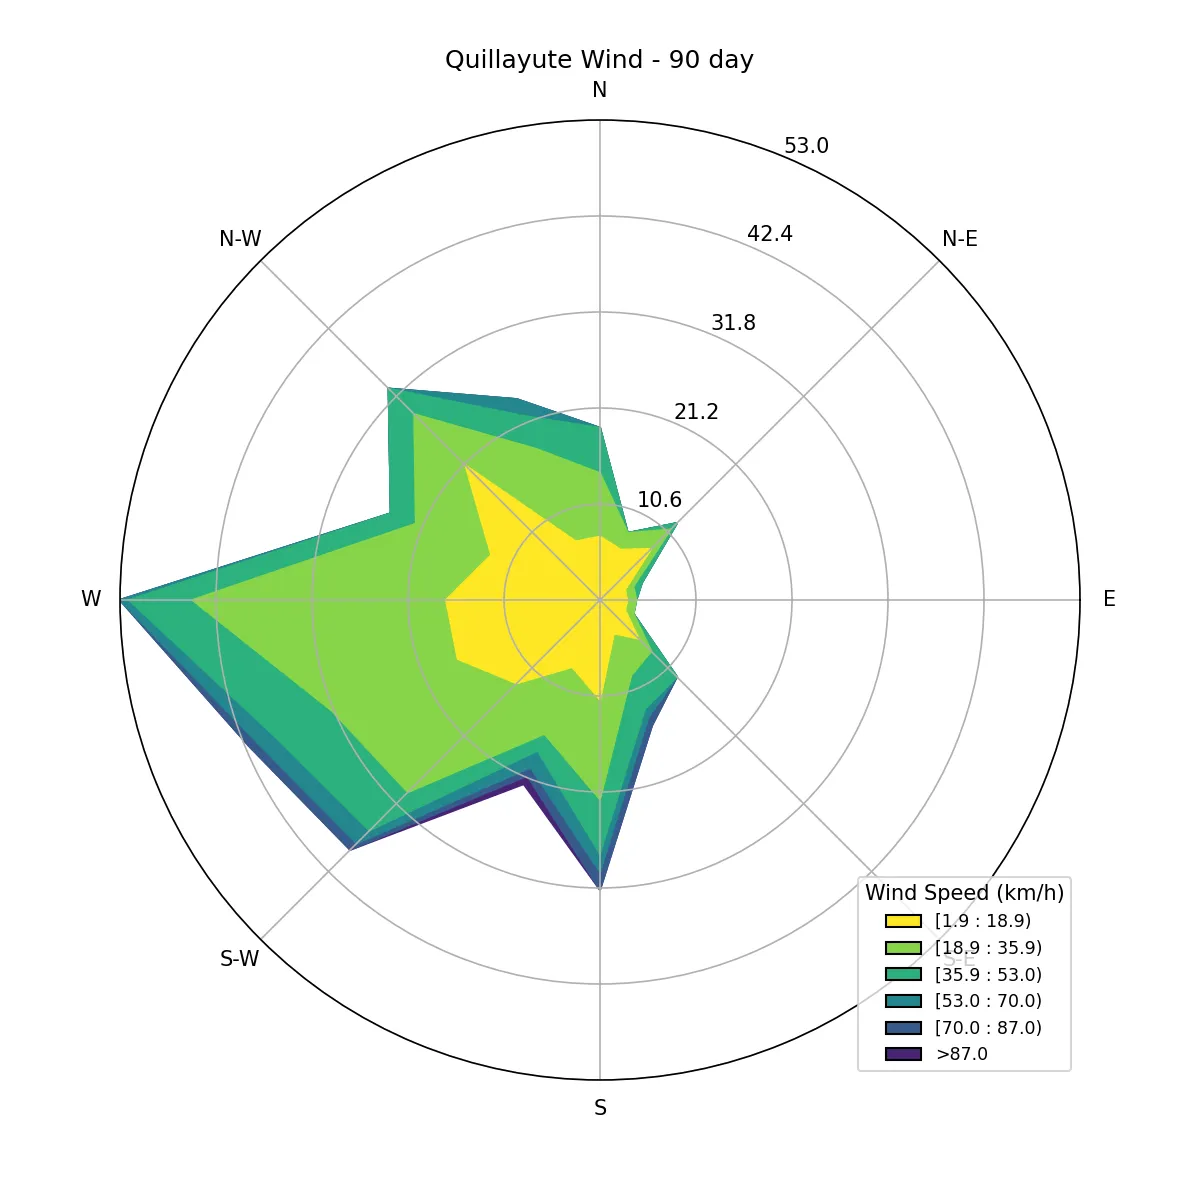 Quillayute Wind - 90 day
N
53.0
42.4
N-W
N-E
31.8
21.2
10.6
W
E
S-W
S-E
S
Wind Speed (km/h)
[1.9 : 18.9)
[18.9 : 35.9)
[35.9 : 53.0)
[53.0 : 70.0)
[70.0 : 87.0)
>87.0